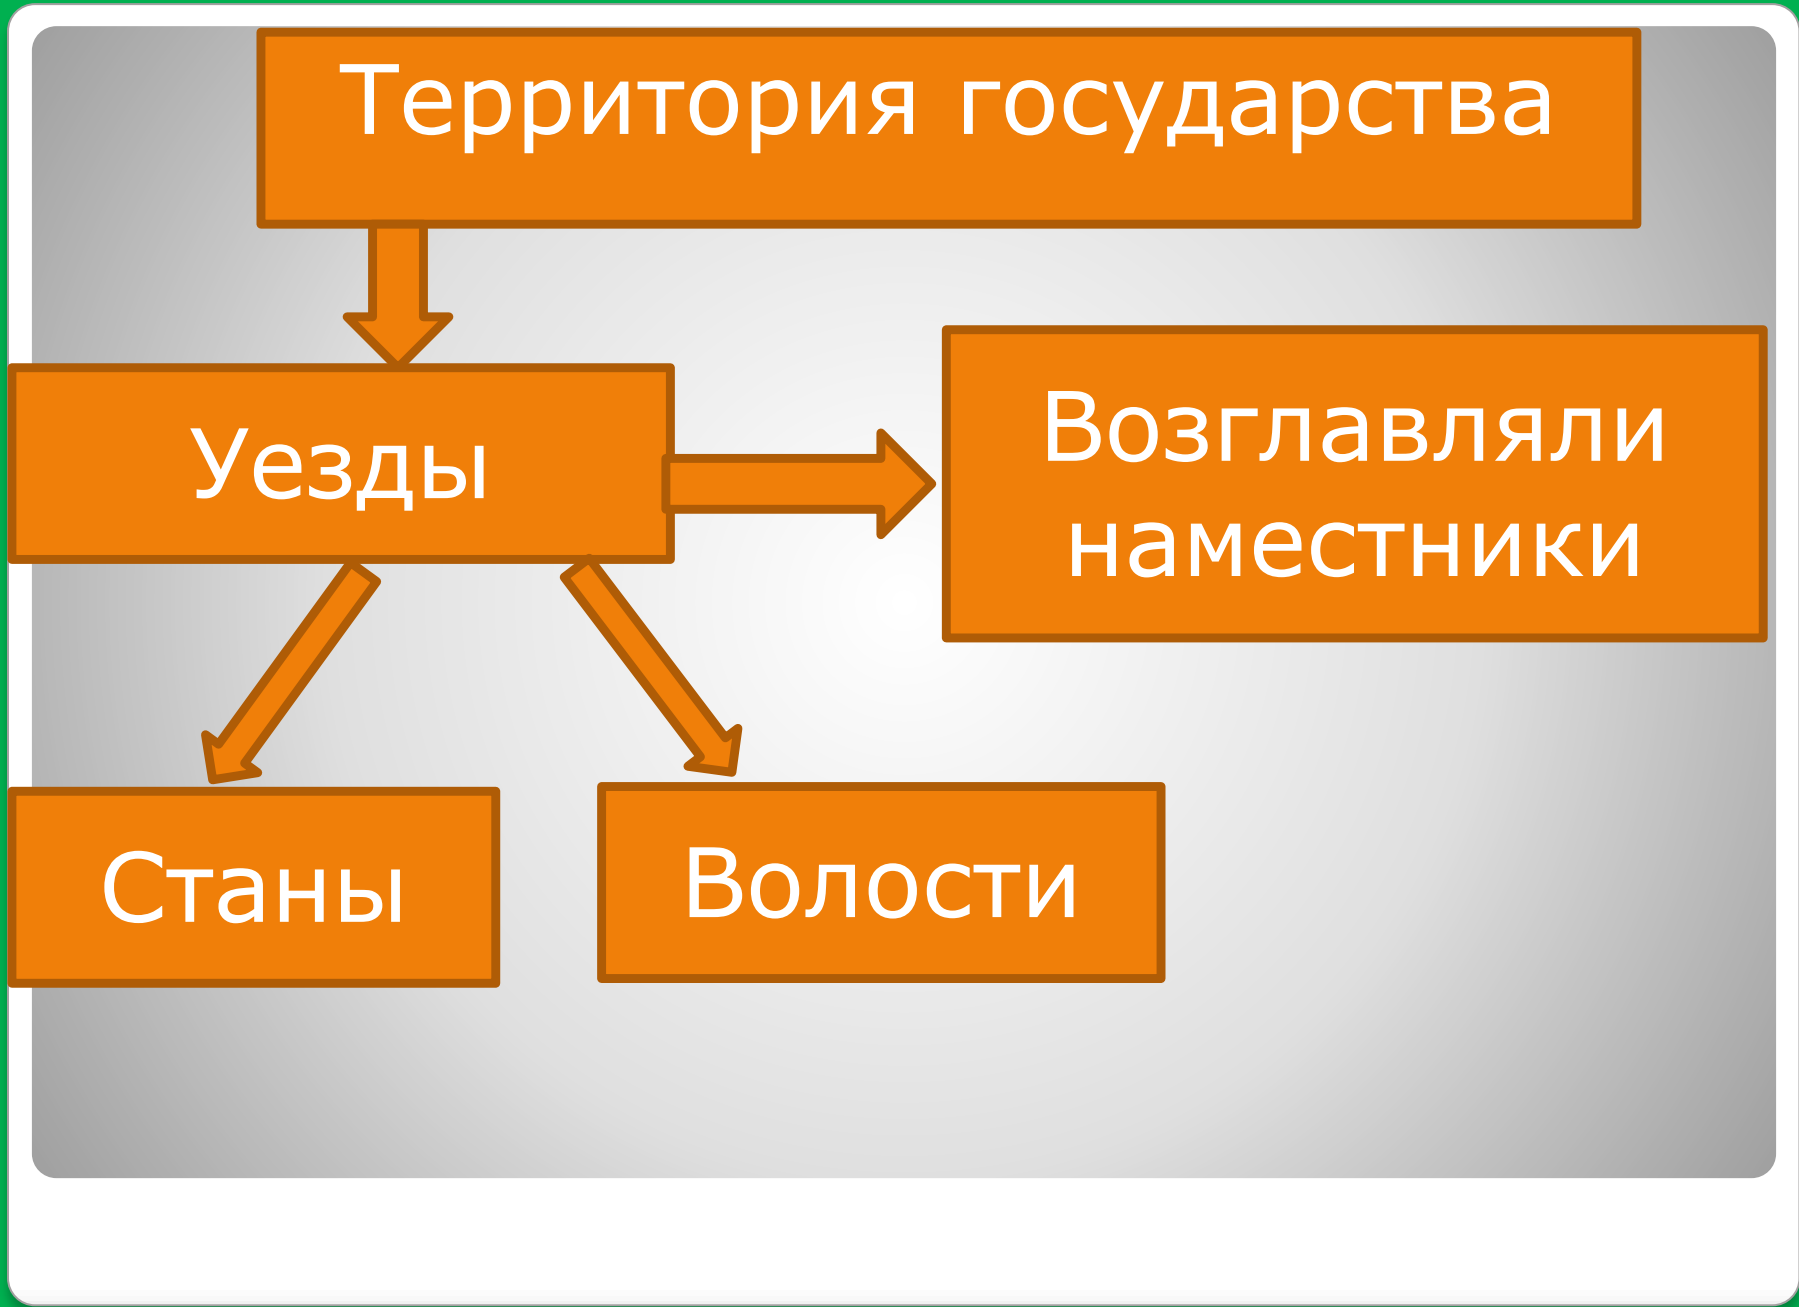 Территория государства
Уезды
Возглавляли
наместники
Станы
Волости